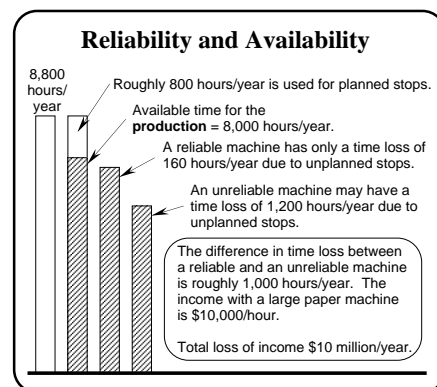 Reliability and Availability
8,800
hours/
year
Roughly 800 hours/year is used for planned stops.
Available time for the
production = 8,000 hours/year.
A reliable machine has only a time loss of
160 hours/year due to unplanned stops.
An unreliable machine may have a
time loss of 1,200 hours/year due to
unplanned stops.
The difference in time loss between
a reliable and an unreliable machine
is roughly 1,000 hours/year.  The
income with a large paper machine
is $10,000/hour.
Total loss of income $10 million/year.